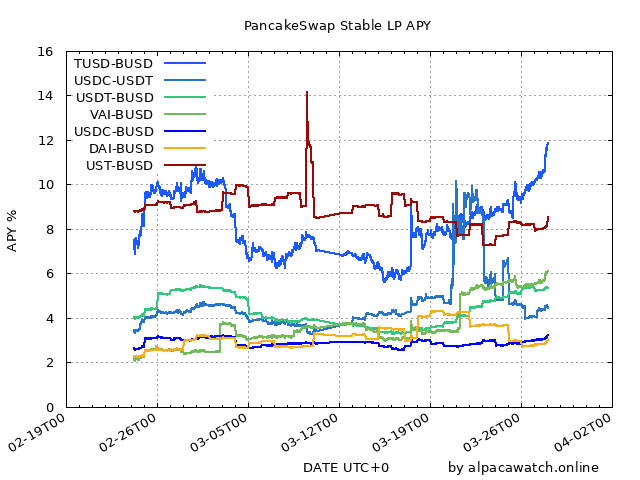 PancakeSwap Stable LP APY
16
14
12
10
8
6
4
2
0
APY %
TUSD-BUSD
USDC-USDT
USDT-BUSD
VAI-BUSD
USDC-BUSD
DAI-BUSD
UST-BUSD
02-19T00
02-26T00
03-05T00
03-12T00
03-19T00
03-26T00
04-02T00
DATE UTC+0
by alpacawatch.online